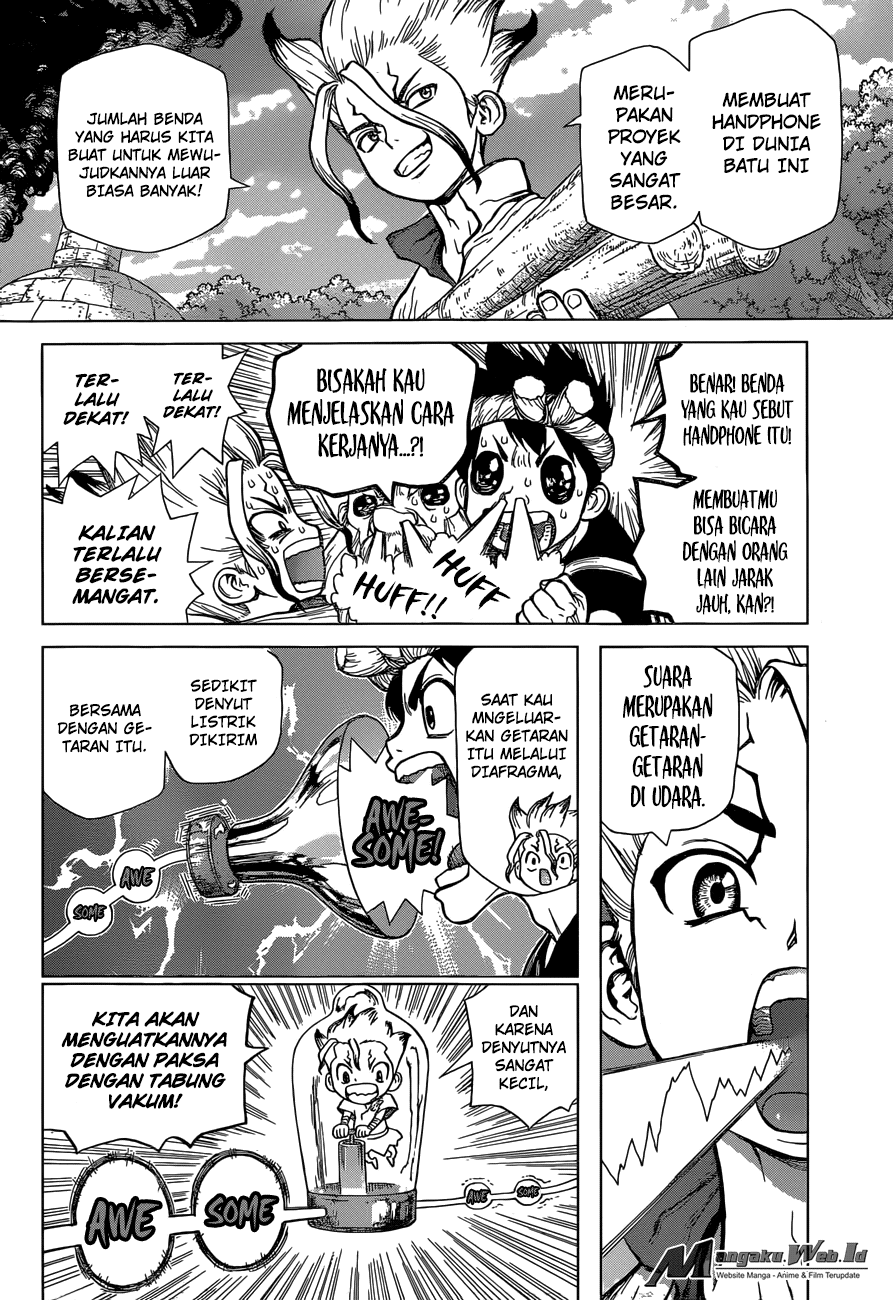 MEMBUAT
HANDPHONE
DI DUNIA
BATU INI
MERU-
PAKAN
PROYEK
YANG
SANGAT
BESAR.
JUMLAH BENDA
YANG HARUS KITA
BUAT UNTUK MEWU-
JUDKANNYA LUAR
BIASA BANYAK!
BENAR! BENDA
YANG KAU SEBUT
HANDPHONE ITU!
MEMBUATMU
BISA BICARA
DENGAN ORANG
LAIN JARAK
JAUH, KAN?!
BISAKAH KAU
MENJELASKAN CARA
KERJANYA...?!
HUFF
HUFF!!
TER-
LALU
DEKAT!
TER-
LALU
DEKAT!
KALIAN
TERLALU
BERSE-
MANGAT.
SUARA
MERUPAKAN
GETARAN-
GETARAN
DI UDARA.
SAAT KAU
MNGELUAR-
KAN GETARAN
ITU MELALUI
DIAFRAGMA,
AWE-
SOME!
SEDIKIT
DENYUT
LISTRIK
DIKIRIM
BERSAMA
DENGAN GE-
TARAN ITU.
AWE
SOME
DAN
KARENA
DENYUTNYA
SANGAT
KECIL,
KITA AKAN
MENGUATKANNYA
DENGAN PAKSA
DENGAN TABUNG
VAKUM!
AWE
SOME
AWE
SOME
Mangaku.Web.Id
Website Manga - Anime & Film Terupdate